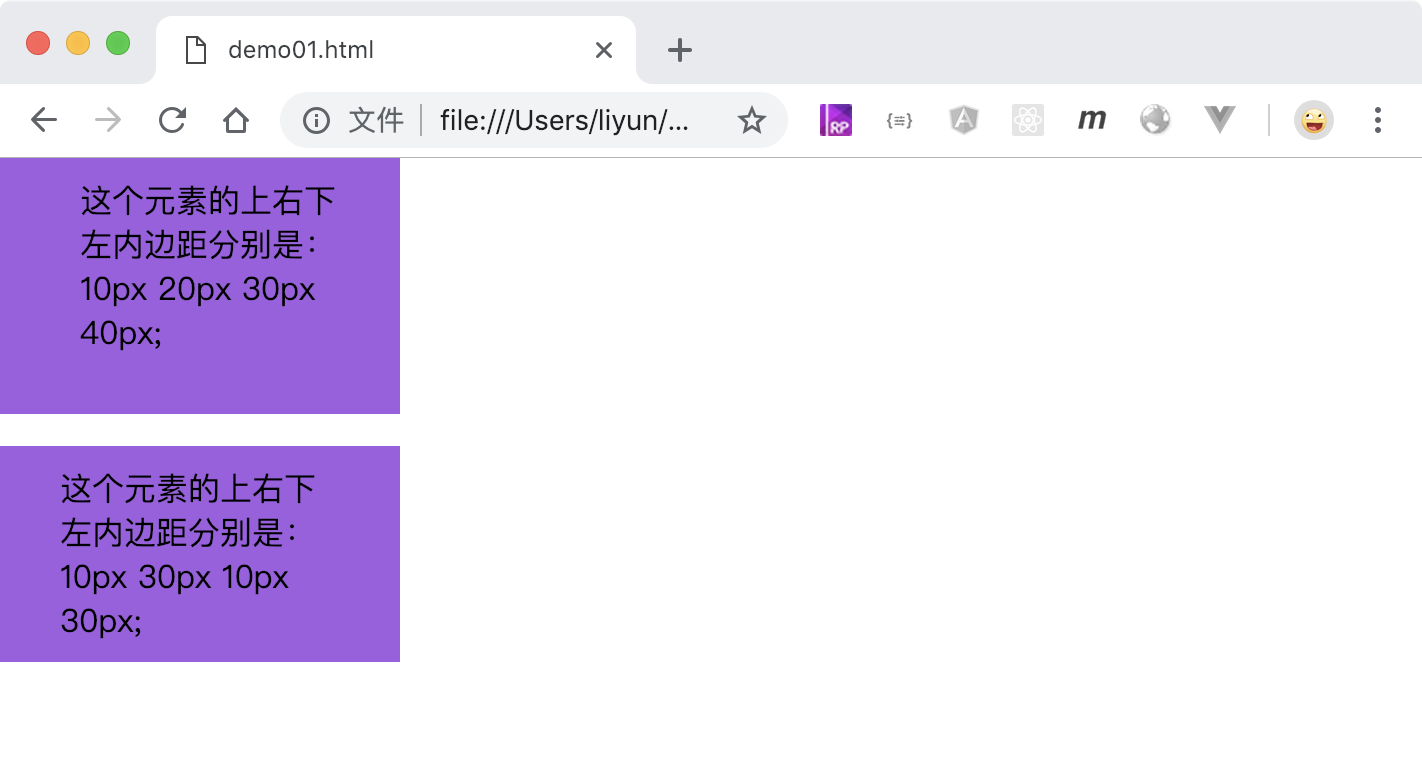 demo01.html
文件
file:///Users/liyun/...
RP
m
这个元素的上右下
左内边距分别是：
10px 20px 30px
40px;
这个元素的上右下
左内边距分别是：
10px 30px 10px
30px;